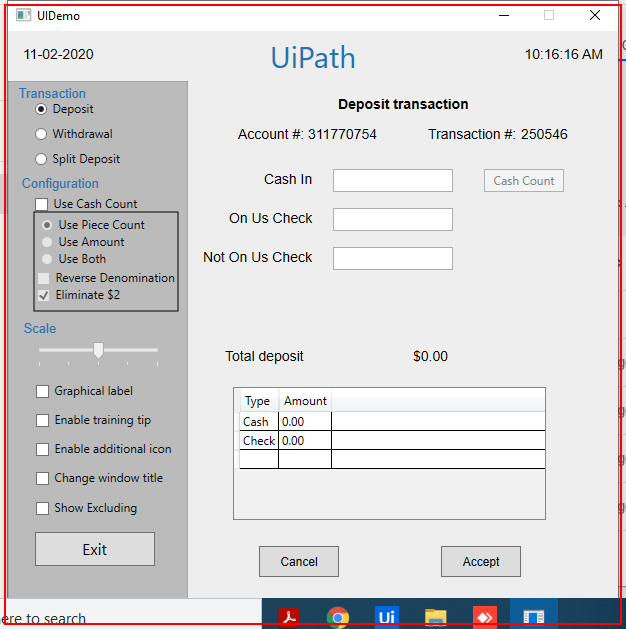 UIDemo
11-02-2020
UiPath
10:16:16 AM
Transaction
Deposit
Withdrawal
Split Deposit
Configuration
Use Cash Count
Use Piece Count
Use Amount
Use Both
Reverse Denomination
Eliminate $2
Scale
Graphical label
Enable training tip
Enable additional icon
Change window title
Show Excluding
Exit
Deposit transaction
Account #: 311770754 Transaction #: 250546
Cash In
Cash Count
On Us Check
Not On Us Check
Total deposit $0.00
Type Amount
Cash 0.00
Check 0.00
Cancel Accept
ere to search
Ui